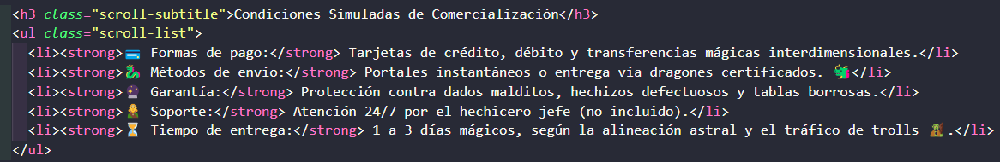 <h3 class="scroll-subtitle">Condiciones Simuladas de Comercialización</h3>
<ul class="scroll-list">
<li><strong>💳 Formas de pago:</strong> Tarjetas de crédito, débito y transferencias mágicas interdimensionales.</li>
<li><strong>🐉 Métodos de envío:</strong> Portales instantáneos o entrega vía dragones certificados. 🐲</li>
<li><strong>🔮 Garantía:</strong> Protección contra dados malditos, hechizos defectuosos y tablas borrosas.</li>
<li><strong>🧙 Soporte:</strong> Atención 24/7 por el hechicero jefe (no incluido).</li>
<li><strong>⏳ Tiempo de entrega:</strong> 1 a 3 días mágicos, según la alineación astral y el tráfico de trolls 🧌.</li>
</ul>